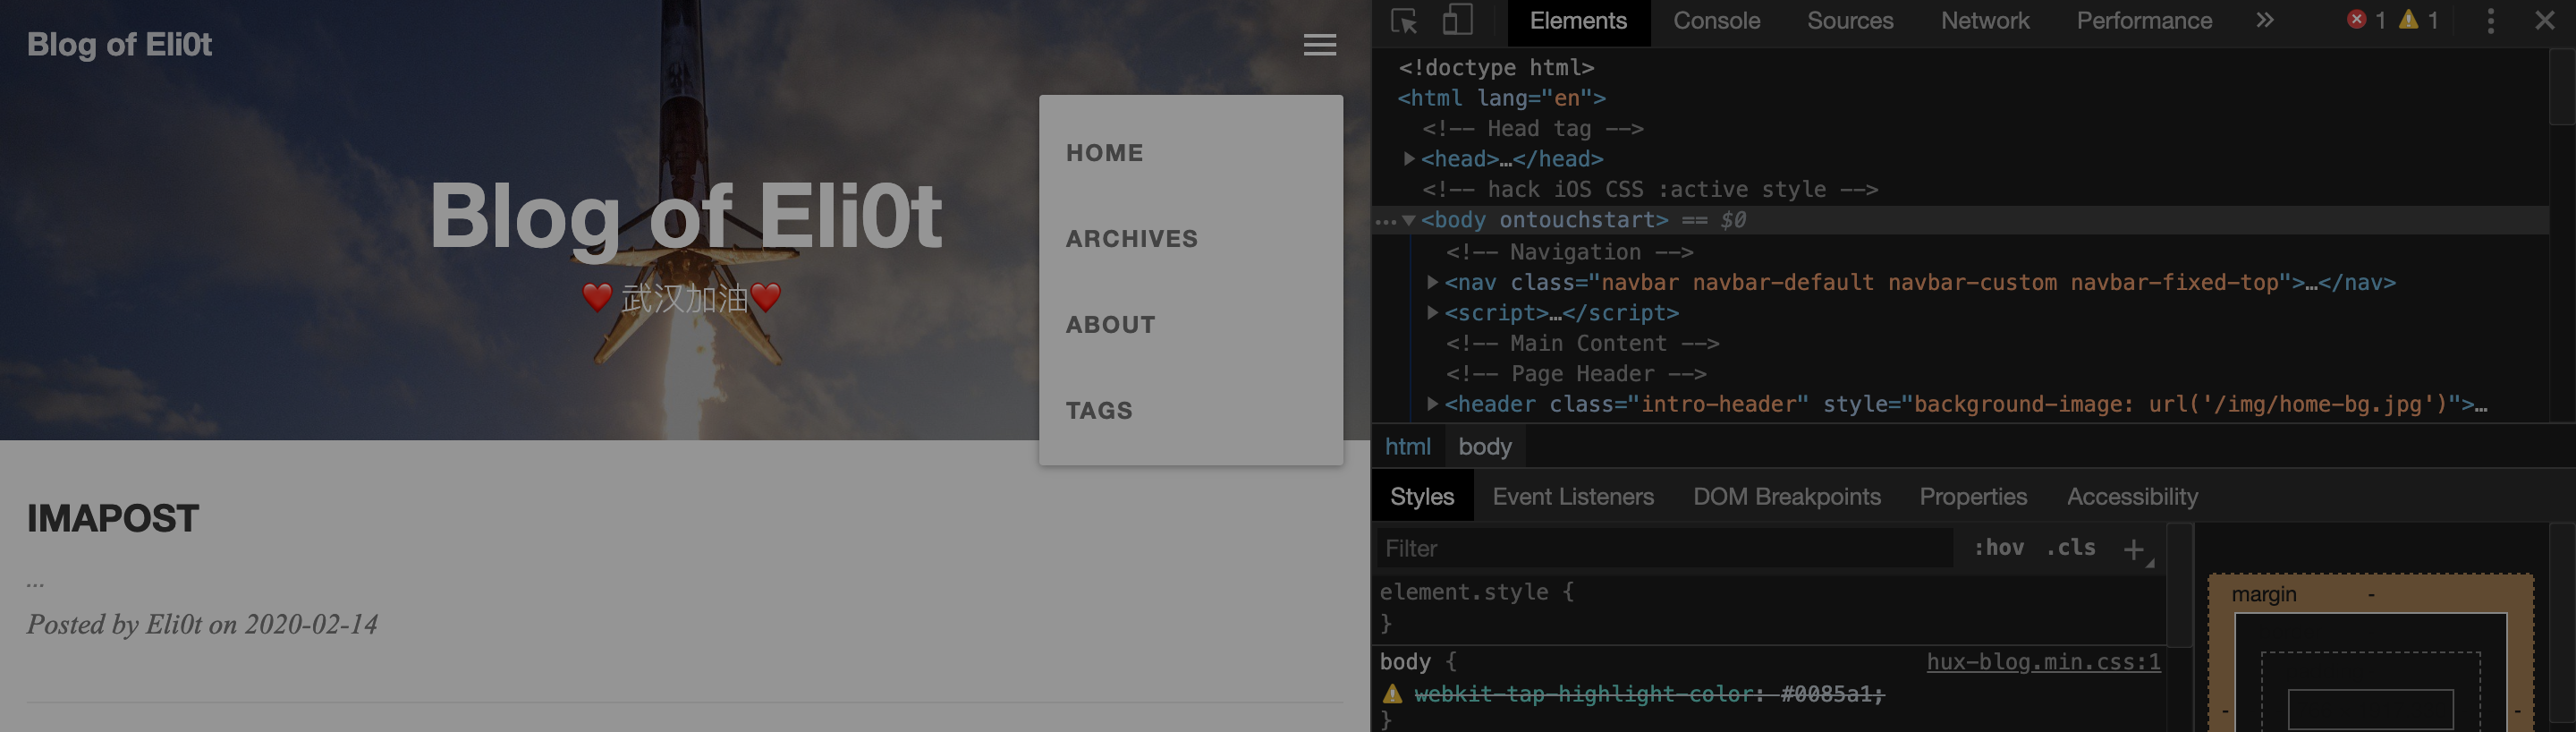 Blog of Eli0t
HOME
ARCHIVES
ABOUT
TAGS
Blog of Eli0t
❤️ 武汉加油❤️
IMAPOST
...
Posted by Eli0t on 2020-02-14
Elements Console Sources Network Performance » 1 1
<!doctype html>
<html lang="en">
<!-- Head tag -->
<head>…</head>
<!-- hack iOS CSS :active style -->
… <body ontouchstart> == $0
<!-- Navigation -->
<nav class="navbar navbar-default navbar-custom navbar-fixed-top">…</nav>
<script>…</script>
<!-- Main Content -->
<!-- Page Header -->
<header class="intro-header" style="background-image: url('/img/home-bg.jpg')">…
html body
Styles Event Listeners DOM Breakpoints Properties Accessibility
Filter :hov .cls +
element.style {
}
body { hux-blog.min.css:1
webkit-tap-highlight-color: #0085a1;
}
margin -
- -